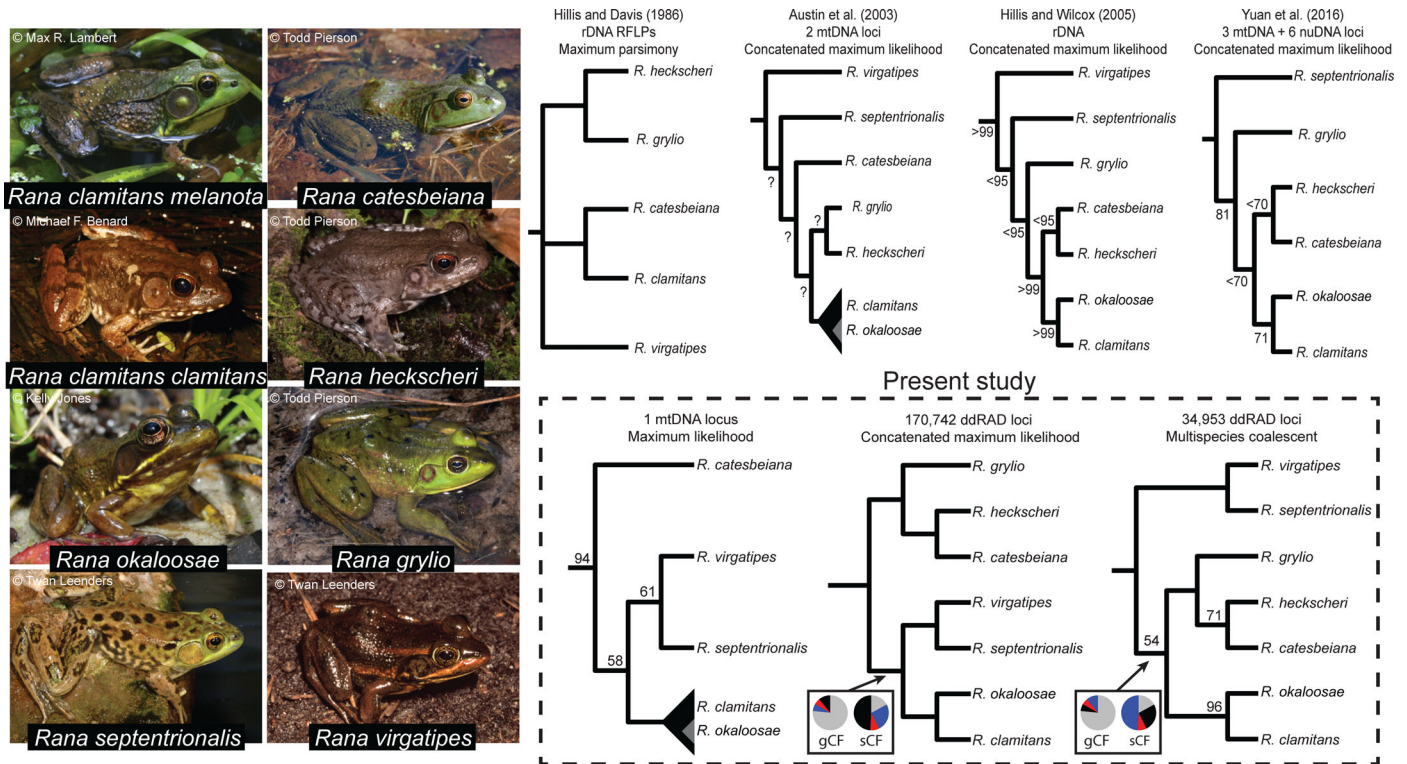 © Max R. Lambert
Rana clamitans melanota
© Todd Pierson
Rana catesbeiana
© Michael F. Benard
Rana clamitans clamitans
© Todd Pierson
Rana heckscheri
© Kelly Jones
Rana okaloosae
© Todd Pierson
Rana grylio
© Twan Leenders
Rana septentrionalis
© Twan Leenders
Rana virgatipes
Hillis and Davis (1986)
rDNA RFLPs
Maximum parsimony
R. heckscheri
R. grylio
R. catesbeiana
R. clamitans
R. virgatipes
Austin et al. (2003)
2 mtDNA loci
Concatenated maximum likelihood
R. virgatipes
R. septentrionalis
?
R. catesbeiana
?
?
R. grylio
R. heckscheri
?
R. clamitans
R. okaloosae
Hillis and Wilcox (2005)
rDNA
Concatenated maximum likelihood
R. virgatipes
>99
R. septentrionalis
<95
R. grylio
<95
<95
R. catesbeiana
R. heckscheri
>99
R. okaloosae
>99
R. clamitans
Yuan et al. (2016)
3 mtDNA + 6 nuDNA loci
Concatenated maximum likelihood
R. septentrionalis
R. grylio
81
<70
R. heckscheri
R. catesbeiana
<70
R. okaloosae
71
R. clamitans
Present study
1 mtDNA locus
Maximum likelihood
R. catesbeiana
94
R. virgatipes
61
R. septentrionalis
58
R. clamitans
R. okaloosae
170,742 ddRAD loci
Concatenated maximum likelihood
R. grylio
R. heckscheri
R. catesbeiana
R. virgatipes
R. septentrionalis
R. okaloosae
R. clamitans
gCF sCF
34,953 ddRAD loci
Multispecies coalescent
R. virgatipes
R. septentrionalis
R. grylio
71
R. heckscheri
R. catesbeiana
54
R. okaloosae
96
R. clamitans
gCF sCF